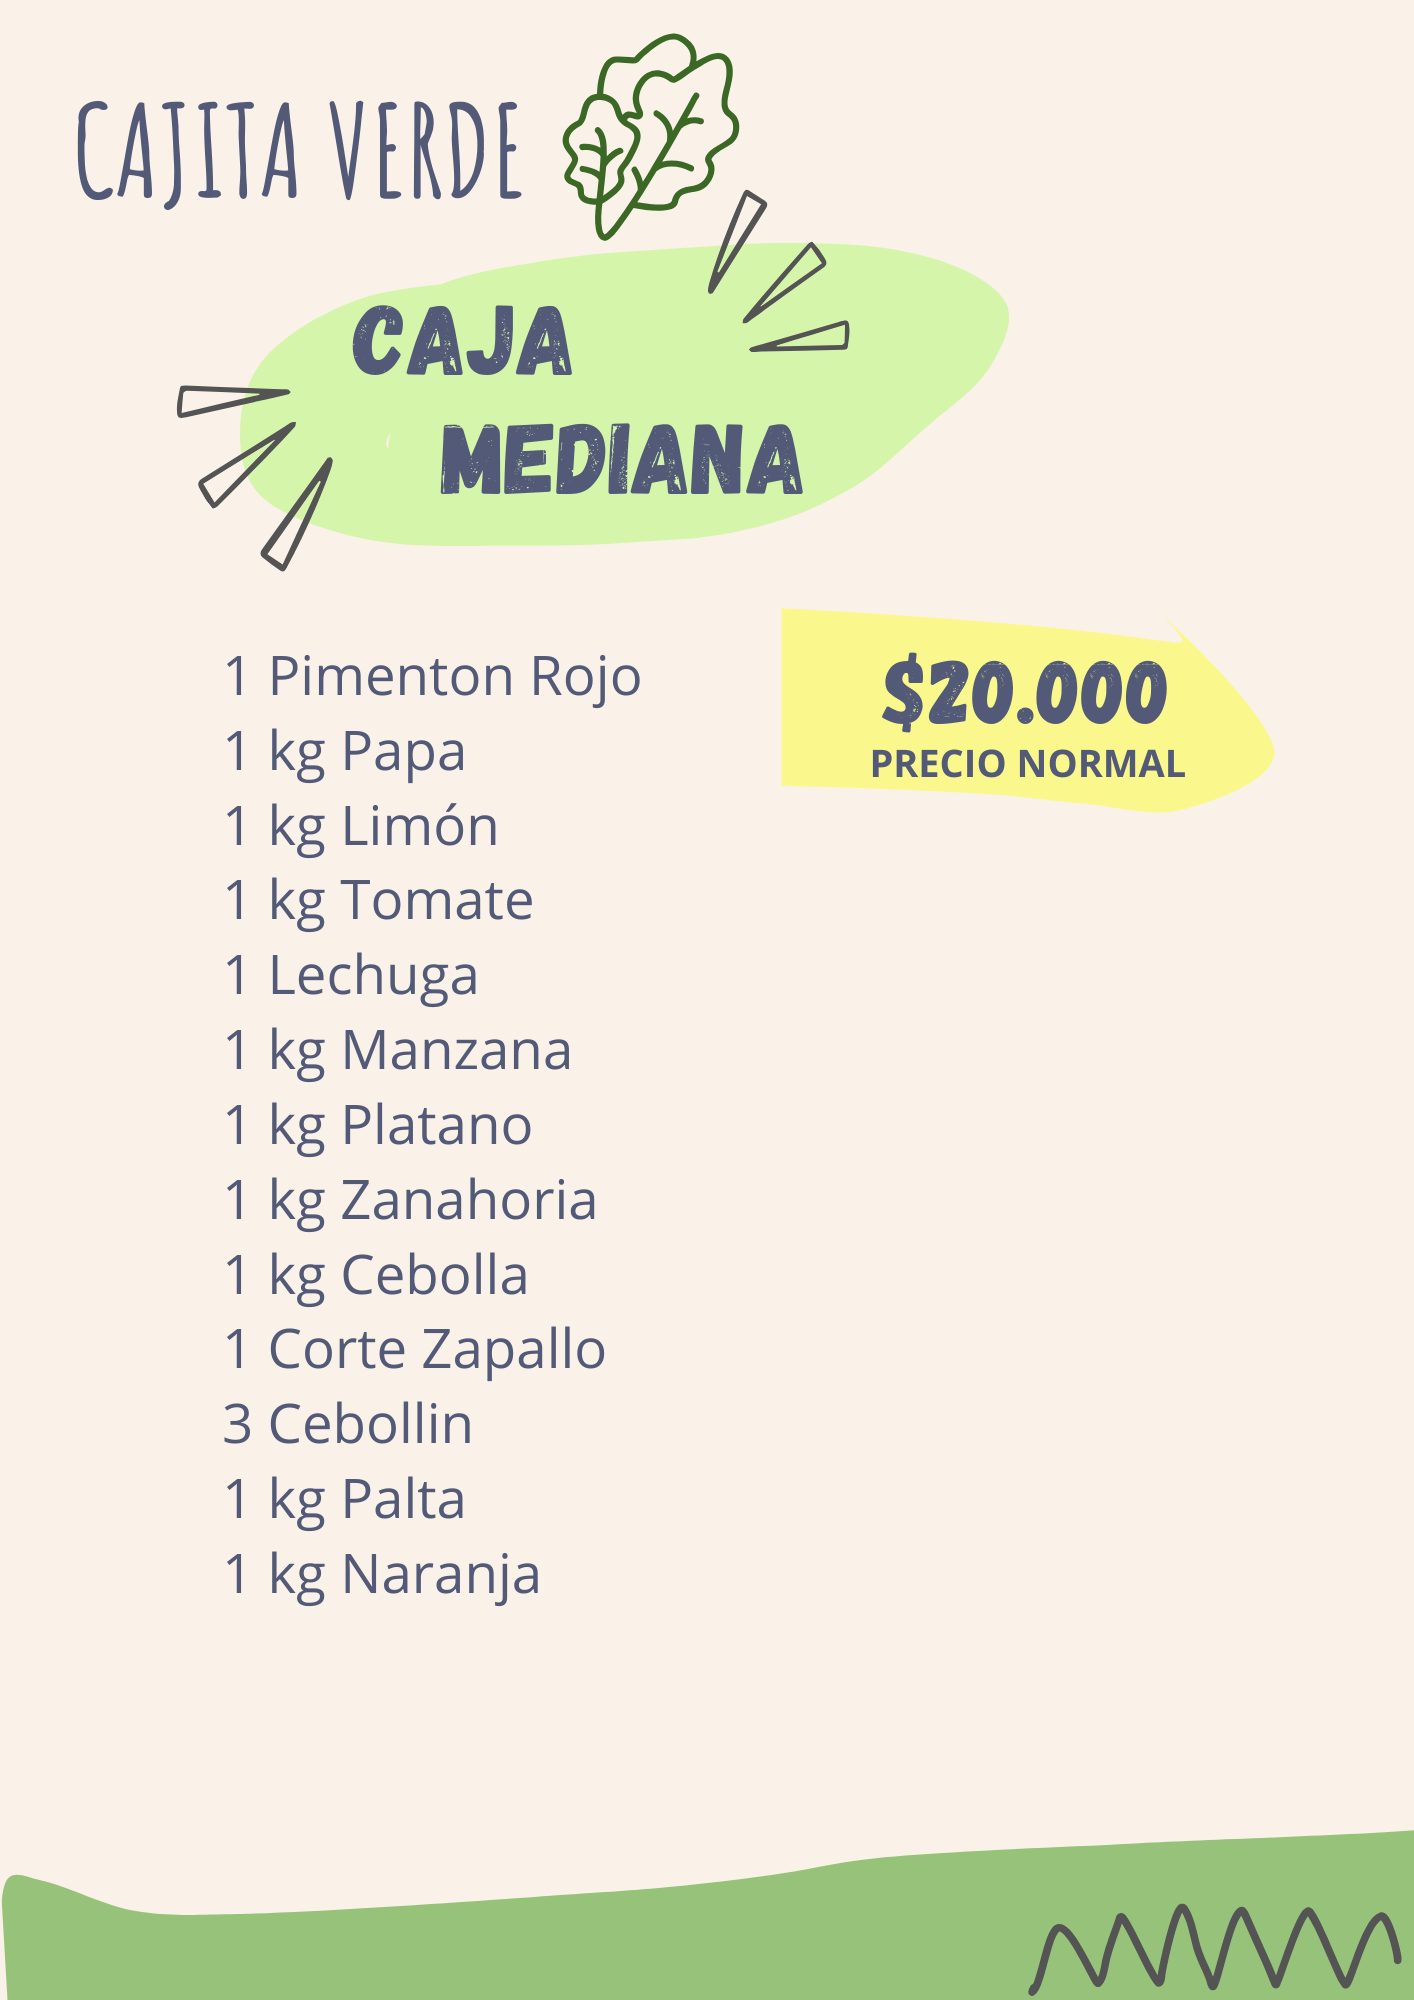 CAJITA VERDE
CAJA
MEDIANA
$20.000
PRECIO NORMAL
1 Pimenton Rojo
1 kg Papa
1 kg Limón
1 kg Tomate
1 Lechuga
1 kg Manzana
1 kg Platano
1 kg Zanahoria
1 kg Cebolla
1 Corte Zapallo
3 Cebollin
1 kg Palta
1 kg Naranja